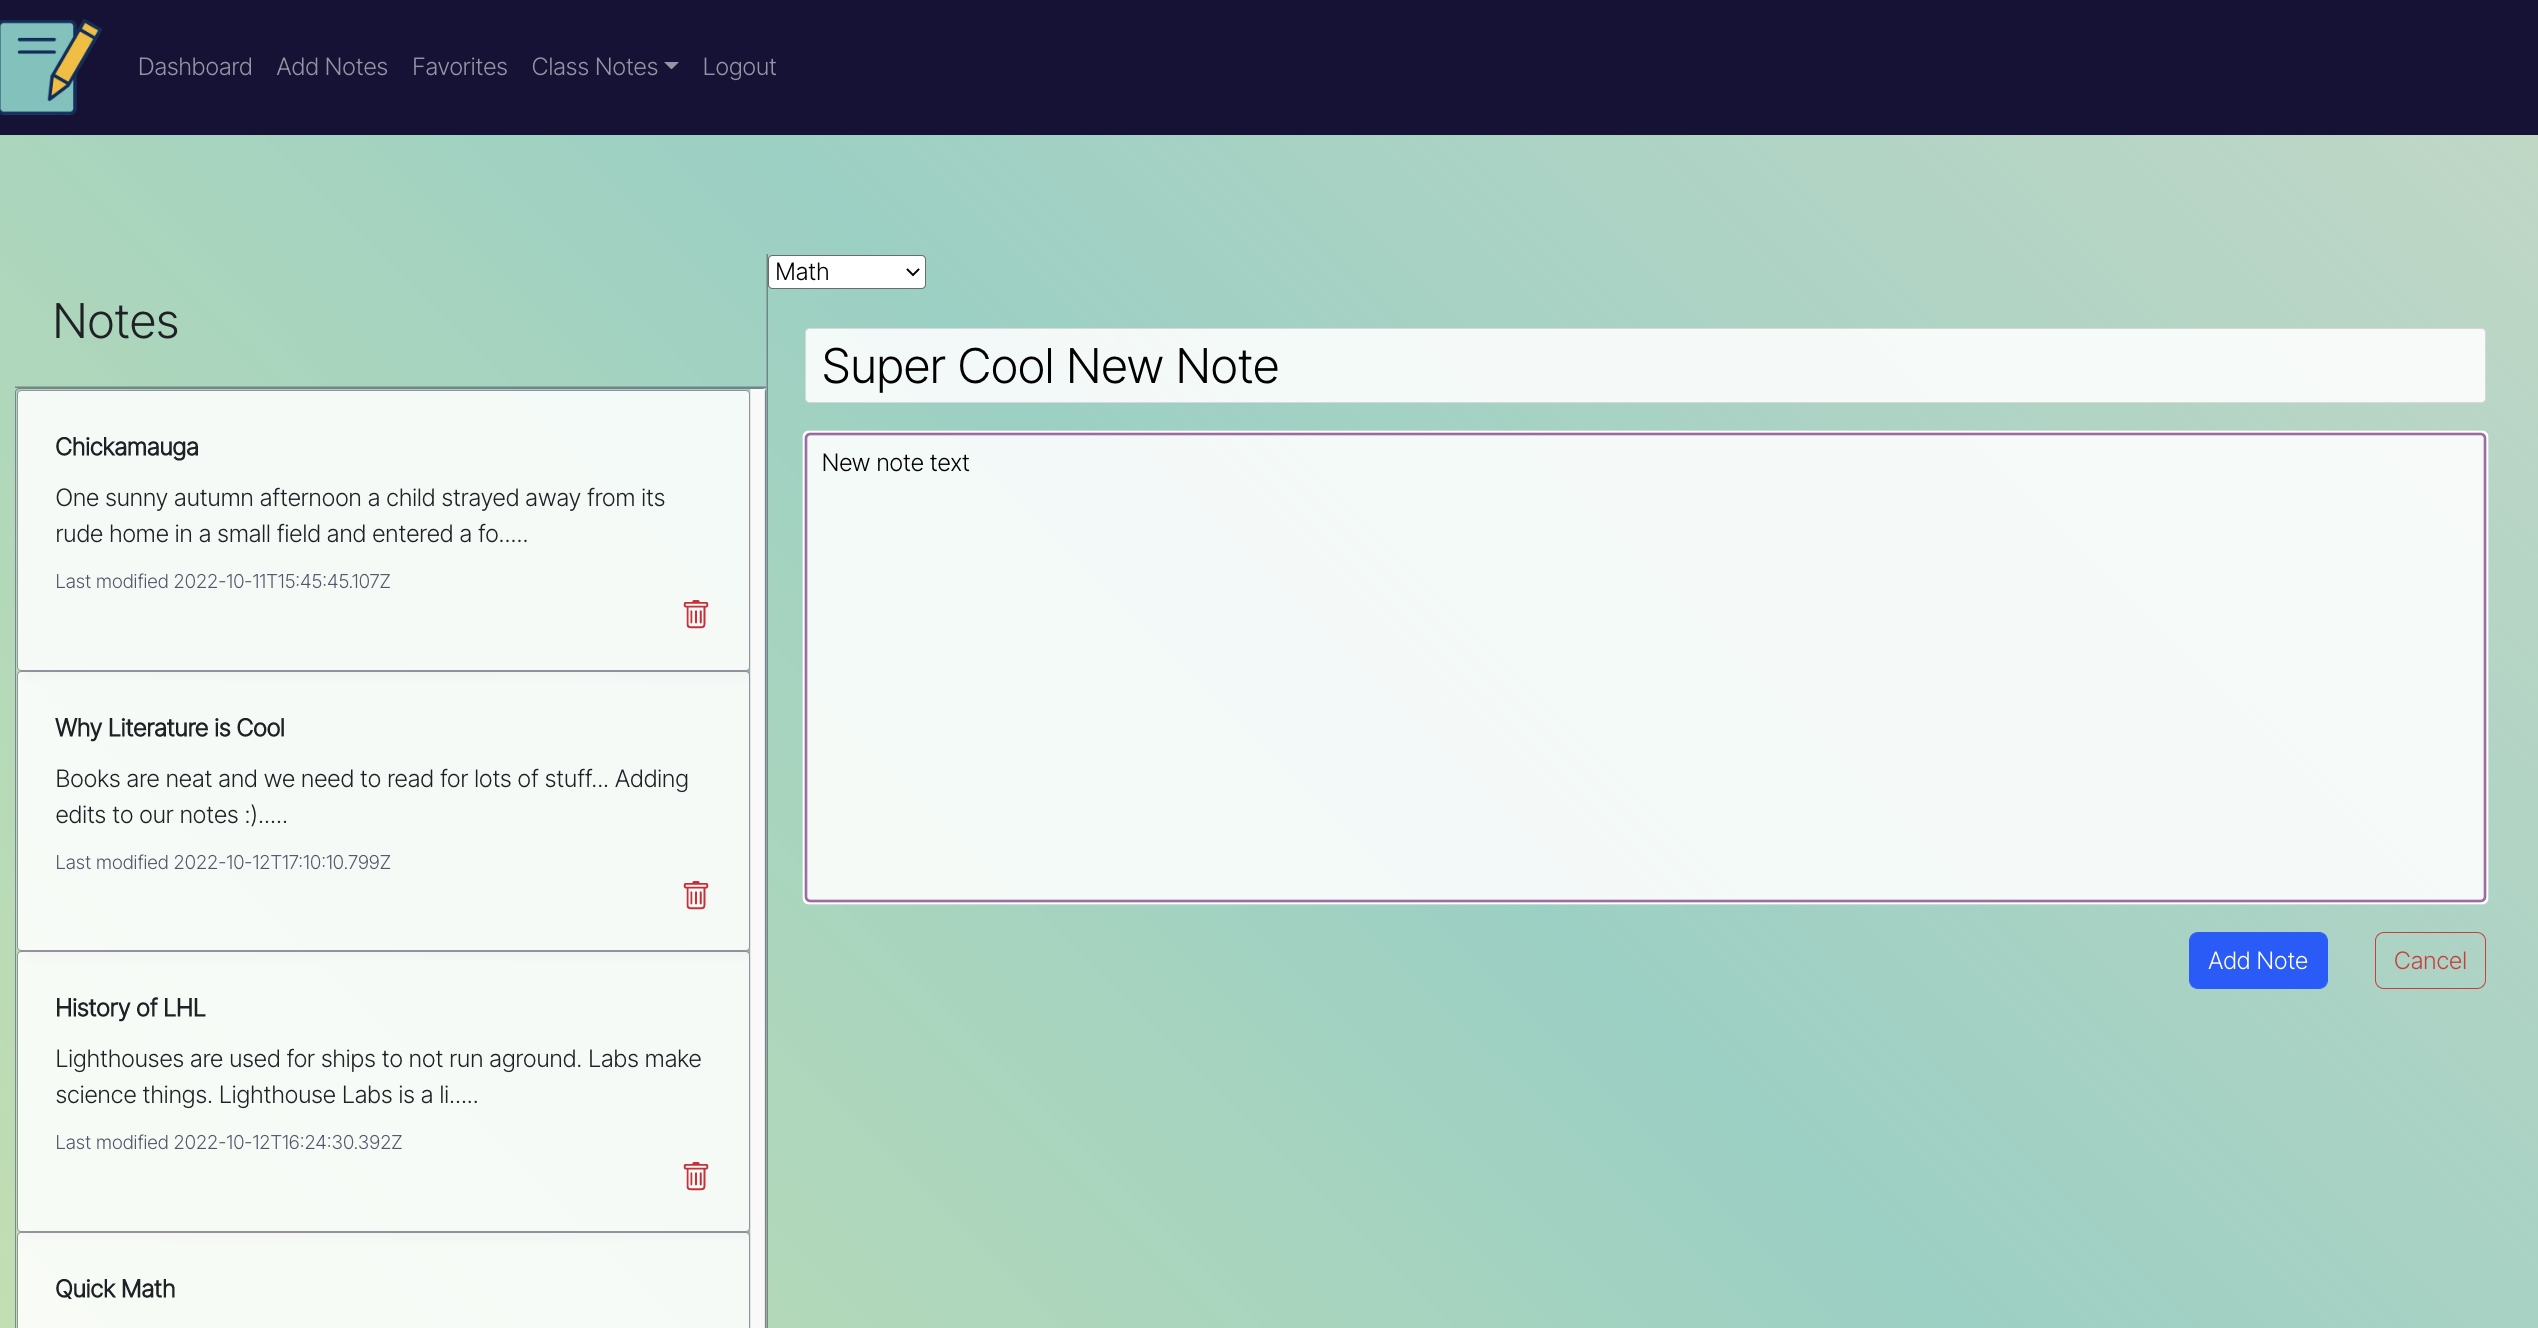 Dashboard Add Notes Favorites Class Notes Logout
Notes
Chickamauga
One sunny autumn afternoon a child strayed away from its
rude home in a small field and entered a fo.....
Last modified 2022-10-11T15:45:45.107Z
Why Literature is Cool
Books are neat and we need to read for lots of stuff... Adding
edits to our notes :).....
Last modified 2022-10-12T17:10:10.799Z
History of LHL
Lighthouses are used for ships to not run aground. Labs make
science things. Lighthouse Labs is a li.....
Last modified 2022-10-12T16:24:30.392Z
Quick Math
Math
Super Cool New Note
New note text
Add Note Cancel